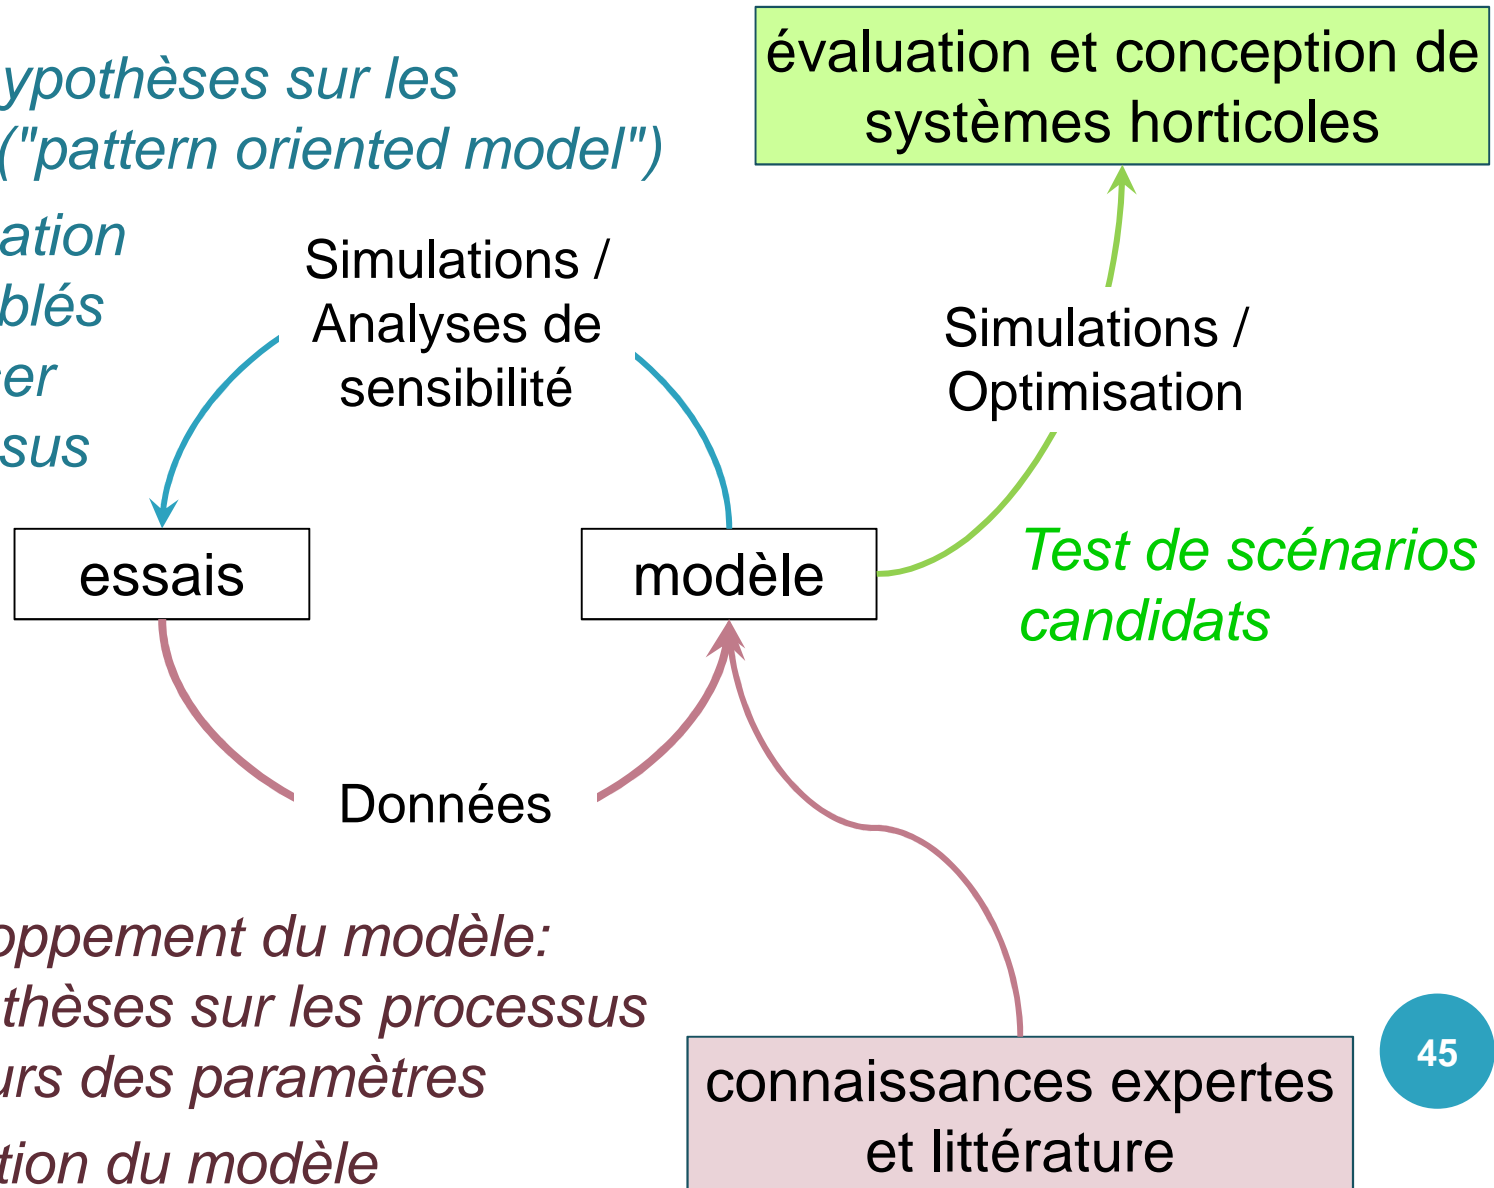 ypothèses sur les
("pattern oriented model")
ation
blés
cer
sus
évaluation et conception de
systèmes horticoles
Simulations /
Analyses de
sensibilité
Simulations /
Optimisation
essais
modèle
Test de scénarios
candidats
Données
oppement du modèle:
thèses sur les processus
urs des paramètres
tion du modèle
connaissances expertes
et littérature
45